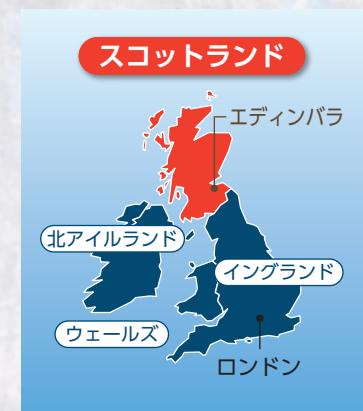 スコットランド
エディンバラ
北アイルランド
イングランド
ウェールズ
ロンドン